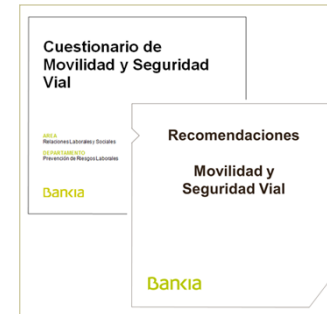 Cuestionario de
Movilidad y Seguridad
Vial
AREA
Relaciones Laborales y Sociales
DEPARTAMENTO
Prevención de Riesgos Laborales
Bankia
Recomendaciones
Movilidad y
Seguridad Vial
Bankia